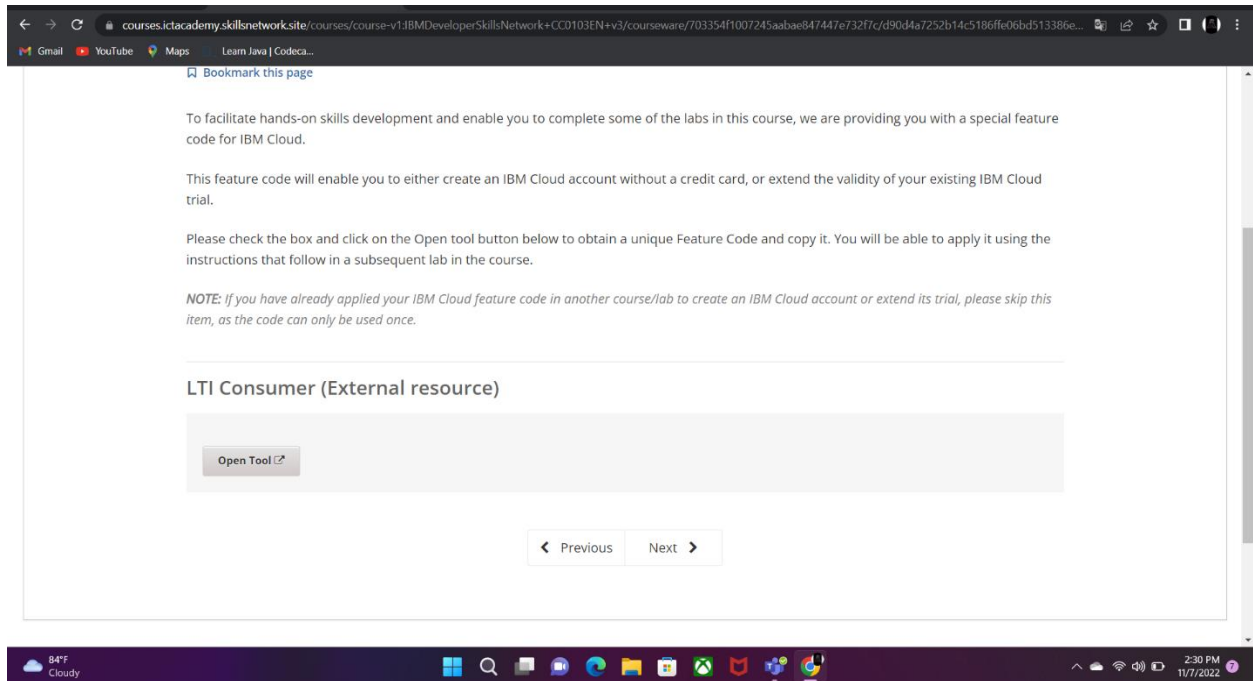 courses.ictacademy.skillsnetwork.site/courses/course-v1:IBMDeveloperSkillsNetwork+CC0103EN+v3/courseware/703354f1007245aabae847447e732f7c/d90d4a7252b14c5186ffe06bd513386e...
Gmail YouTube Maps Learn Java | Codeca...
Bookmark this page
To facilitate hands-on skills development and enable you to complete some of the labs in this course, we are providing you with a special feature
code for IBM Cloud.
This feature code will enable you to either create an IBM Cloud account without a credit card, or extend the validity of your existing IBM Cloud
trial.
Please check the box and click on the Open tool button below to obtain a unique Feature Code and copy it. You will be able to apply it using the
instructions that follow in a subsequent lab in the course.
NOTE: If you have already applied your IBM Cloud feature code in another course/lab to create an IBM Cloud account or extend its trial, please skip this
item, as the code can only be used once.
LTI Consumer (External resource)
Open Tool
Previous Next
84°F
Cloudy
2:30 PM
11/7/2022 7